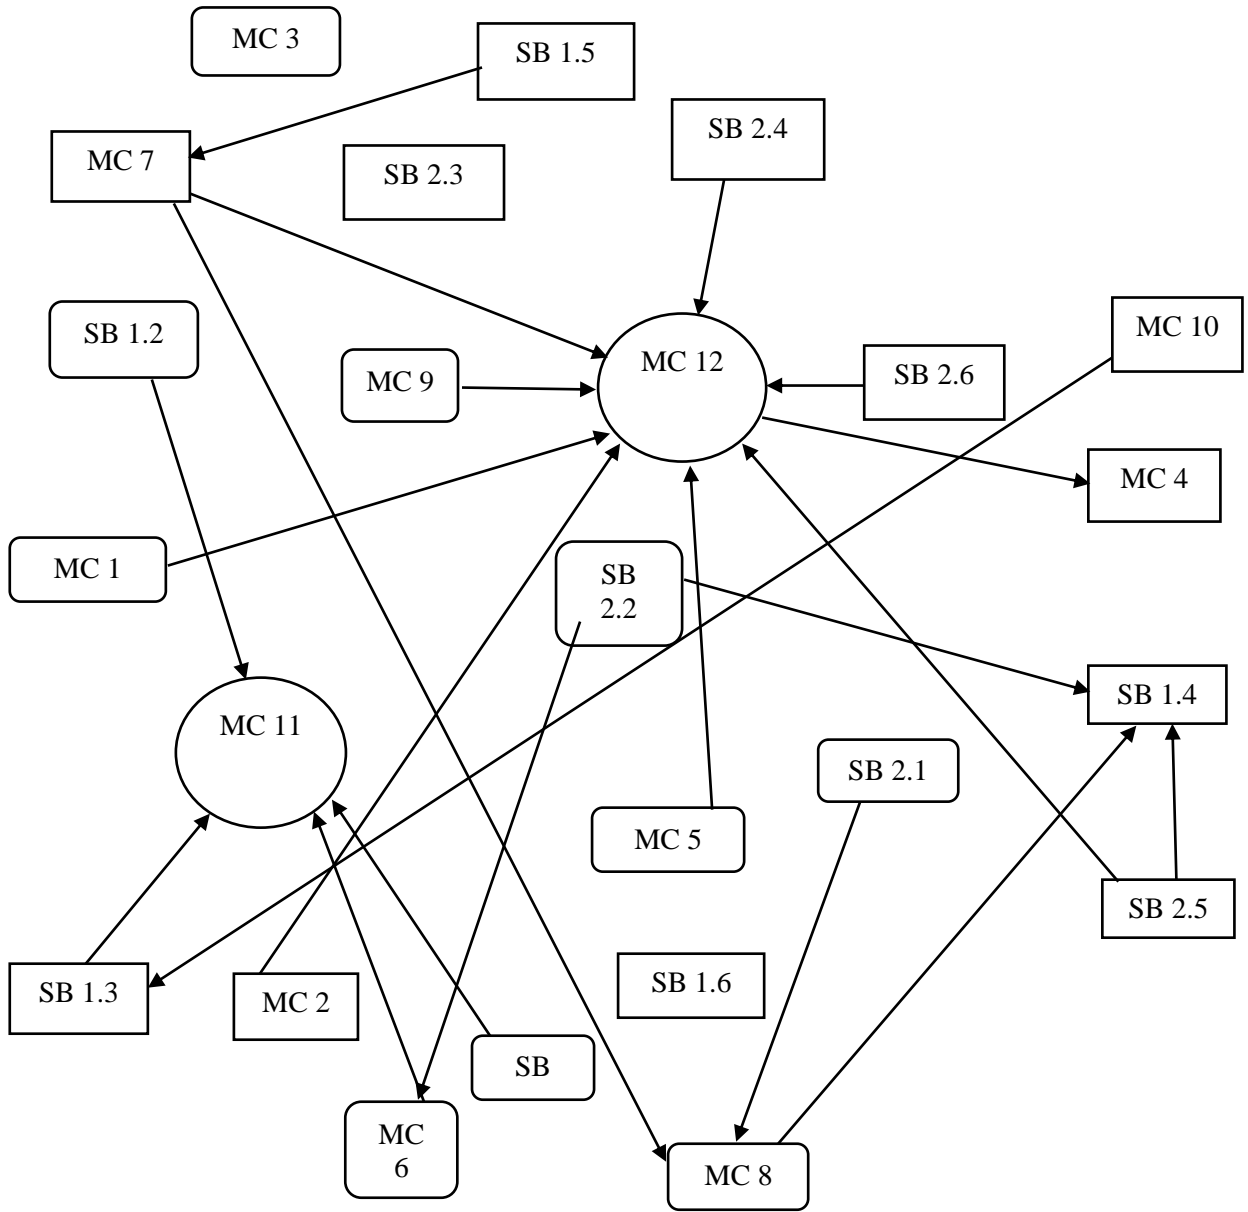 MC 3
SB 1.5
SB 2.4
MC 7
SB 2.3
SB 1.2
MC 10
MC 12
MC 9
SB 2.6
MC 4
MC 1
SB
2.2
SB 1.4
MC 11
SB 2.1
MC 5
SB 2.5
SB 1.3
MC 2
SB 1.6
SB
MC
6
MC 8